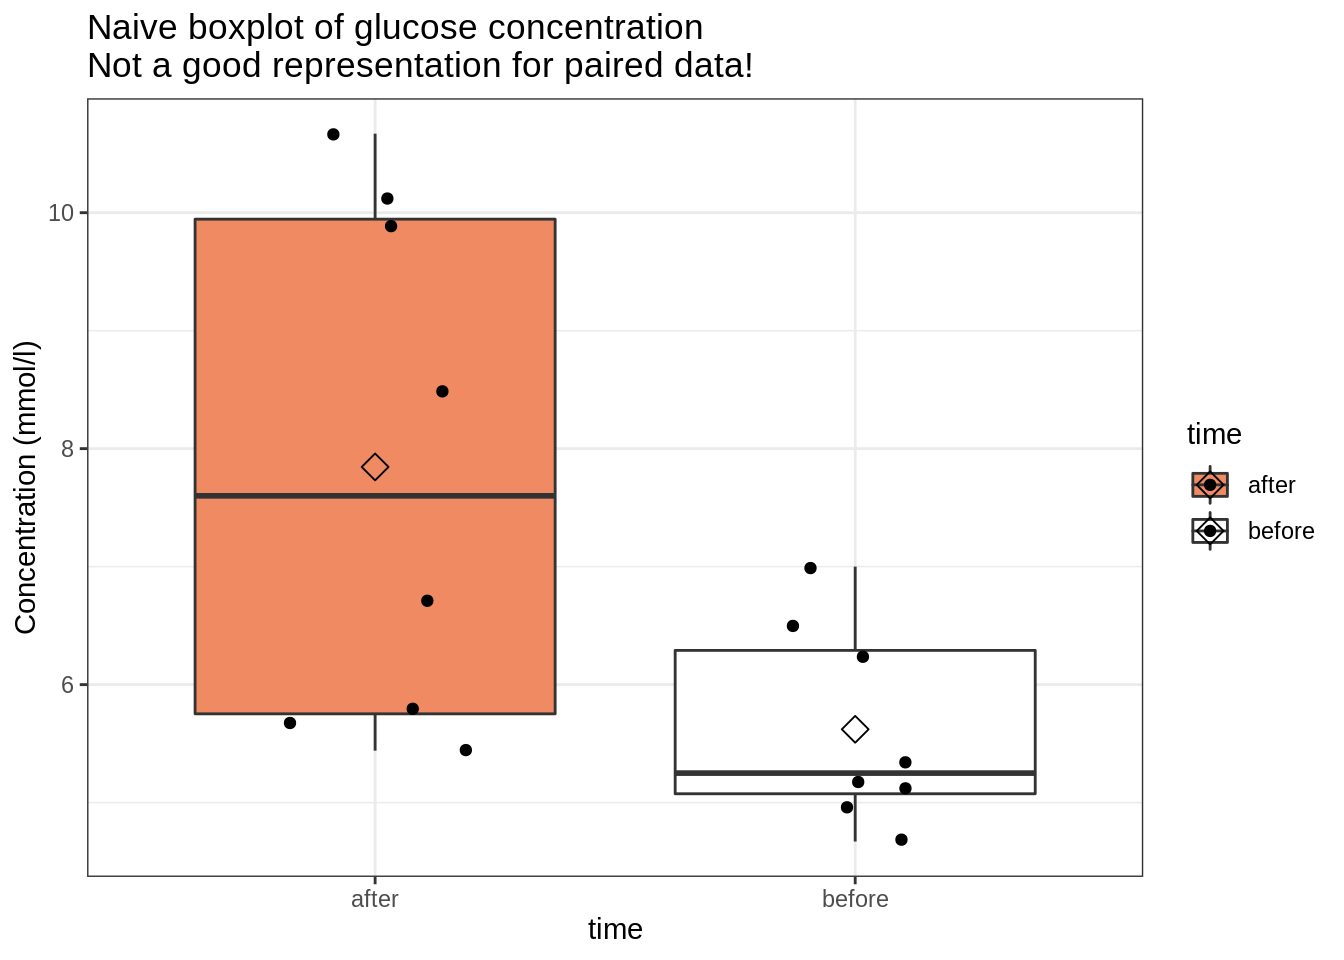 Naive boxplot of glucose concentration
Not a good representation for paired data!
Concentration (mmol/l)
10
8
6
after
before
time
time
after
before